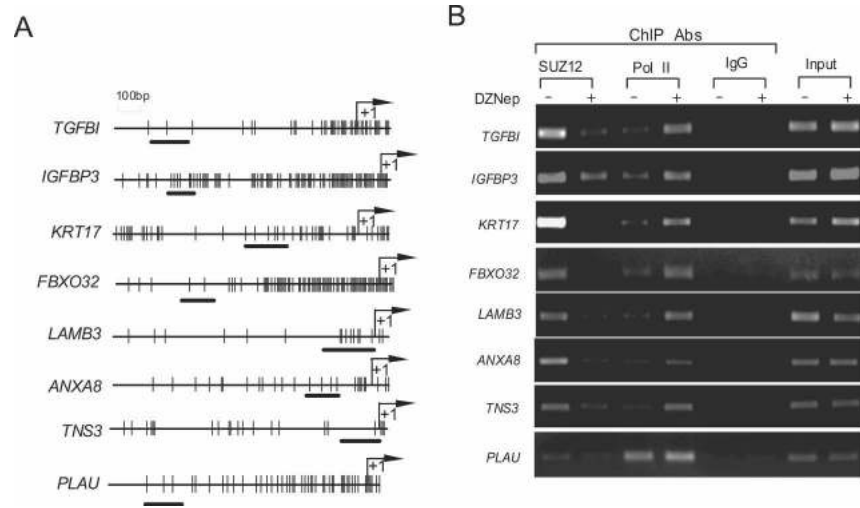 A
100bp
TGFBI
+1
IGFBP3
+1
KRT17
+1
FBXO32
+1
LAMB3
+1
ANXA8
+1
TNS3
+1
PLAU
+1
B
ChIP Abs
SUZ12 Pol II IgG Input
DZNep - + - + - + - +
TGFBI
IGFBP3
KRT17
FBXO32
LAMB3
ANXA8
TNS3
PLAU